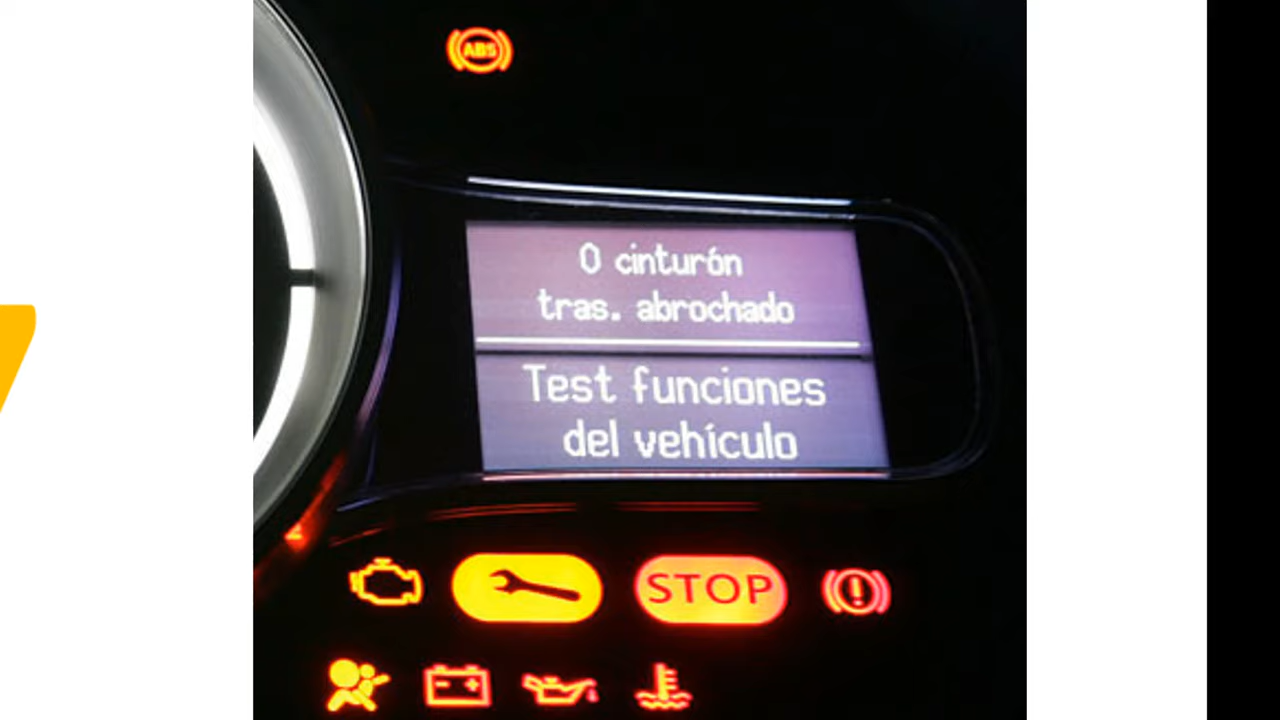 ABS
0 cinturón
tras. abrochado
Test funciones
del vehículo
STOP